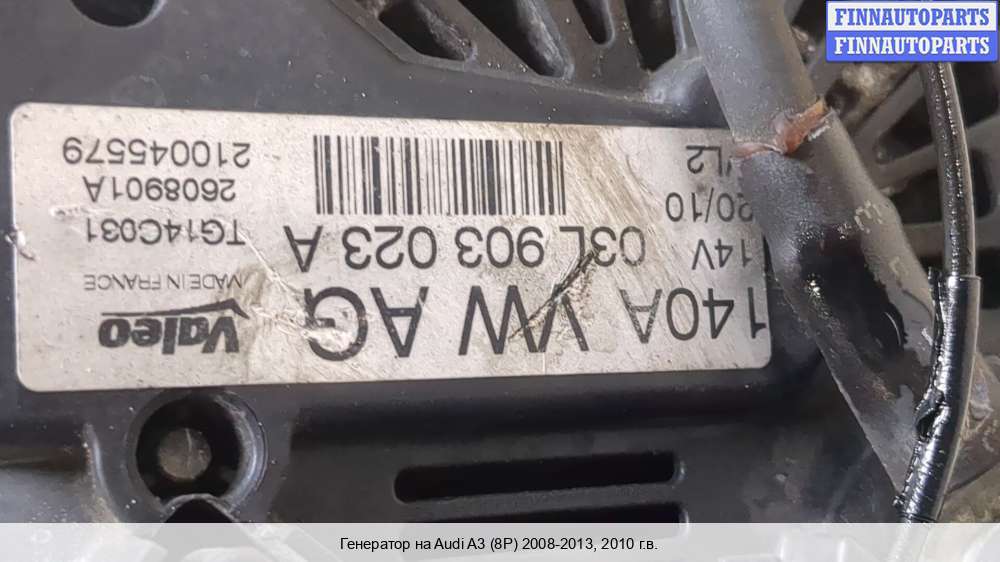 FINNAUTOPARTS
FINNAUTOPARTS
140A VW AG Valeo
14V 03L 903 023 A MADE IN FRANCE
20/10 TG14C031
L2 2608901A
210045579
Генератор на Audi A3 (8P) 2008-2013, 2010 г.в.